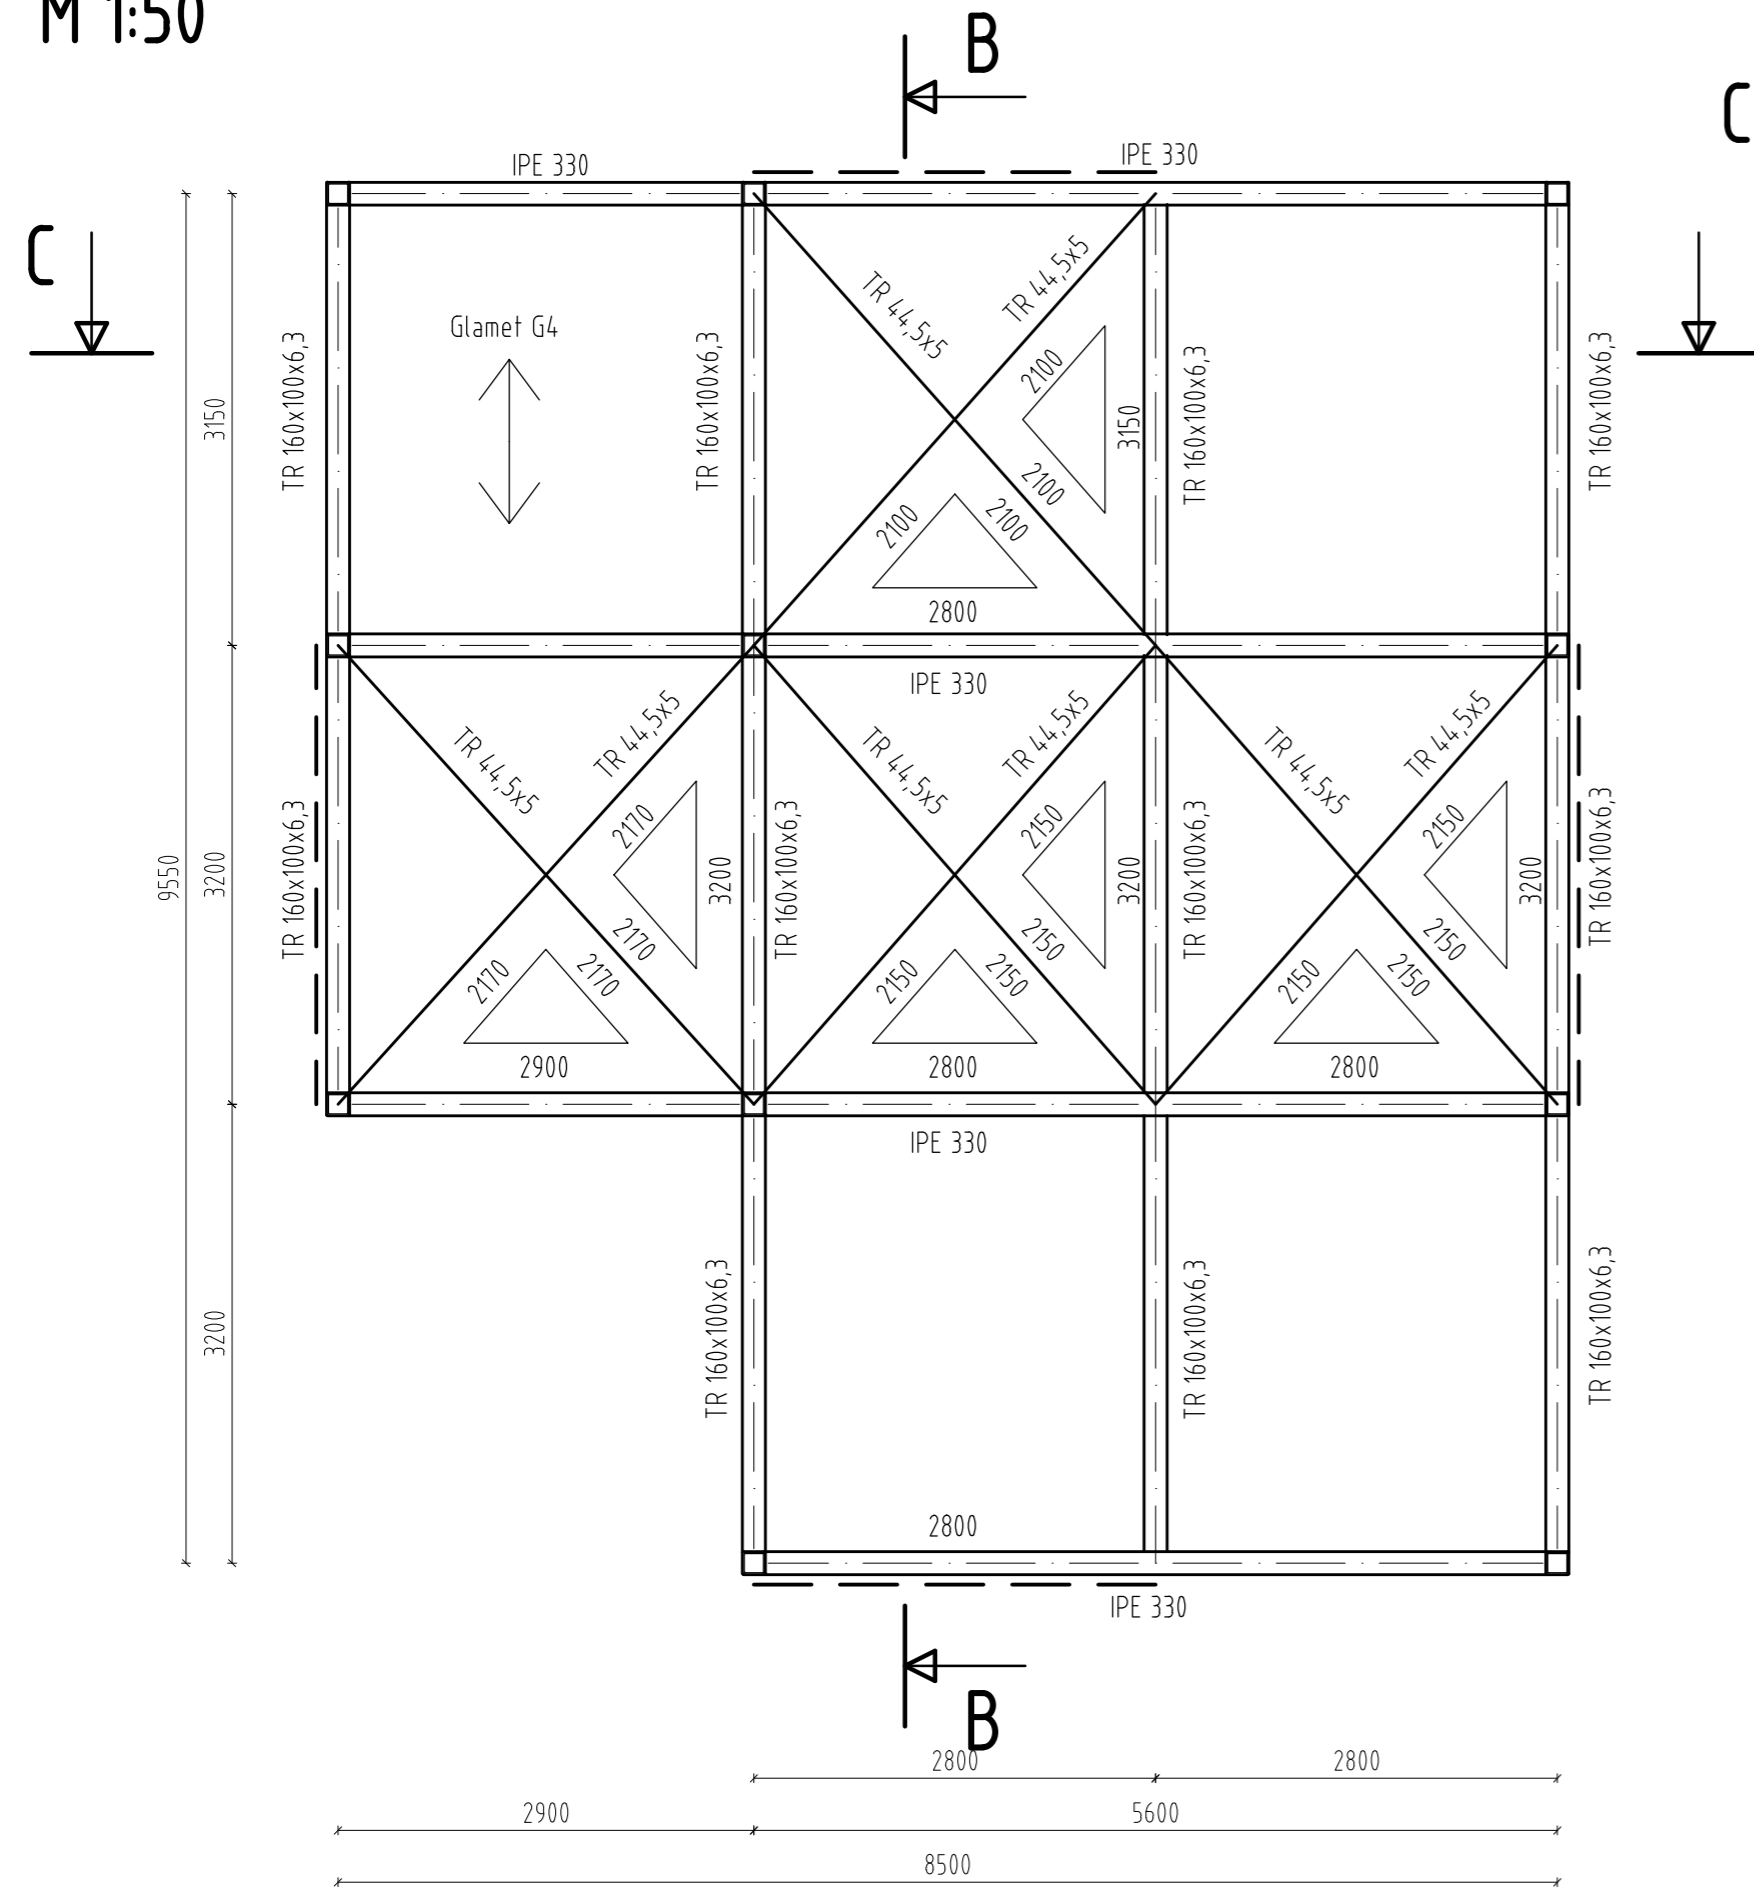 M 1:50
B
C
IPE 330
IPE 330
C
Glamet G4
TR 160x100x6,3
TR 160x100x6,3
TR 44,5x5
TR 44,5x5
2100
2100
3150
TR 160x100x6,3
TR 160x100x6,3
3150
2100
2100
2800
IPE 330
TR 44,5x5
TR 44,5x5
TR 44,5x5
TR 44,5x5
TR 44,5x5
TR 44,5x5
9550
3200
TR 160x100x6,3
2170
2170
3200
TR 160x100x6,3
2150
2150
3200
TR 160x100x6,3
2150
2150
3200
TR 160x100x6,3
2170
2170
2150
2150
2150
2150
2900
2800
2800
IPE 330
3200
TR 160x100x6,3
TR 160x100x6,3
TR 160x100x6,3
2800
IPE 330
B
2800
2800
2900
5600
8500